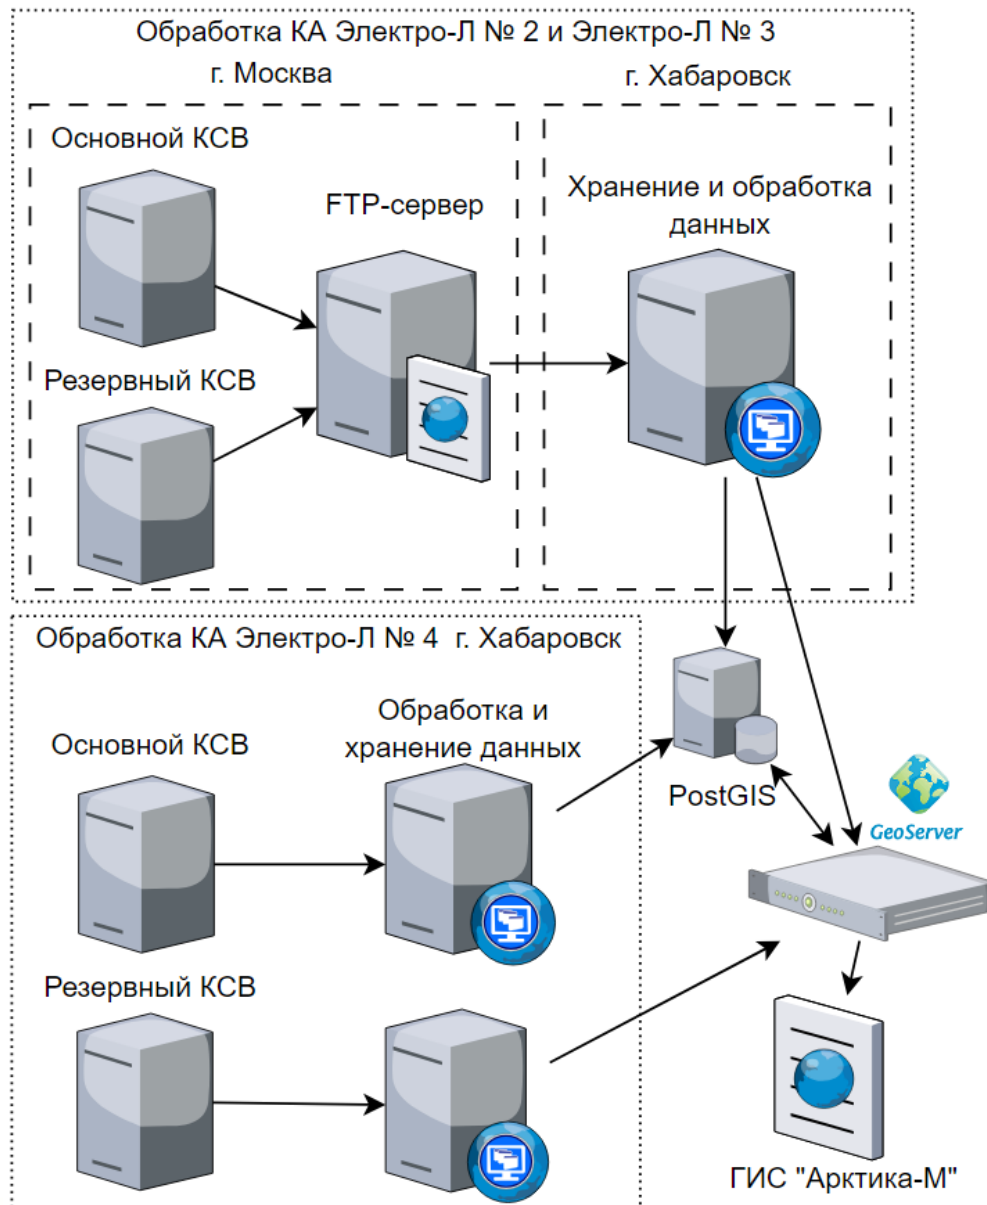 Обработка КА Электро-Л № 2 и Электро-Л № 3
г. Москва
г. Хабаровск
Основной КСВ
FTP-сервер
Хранение и обработка
данных
Резервный КСВ
Обработка КА Электро-Л № 4 г. Хабаровск
Обработка и
хранение данных
Основной КСВ
PostGIS
GeoServer
Резервный КСВ
ГИС "Арктика-М"